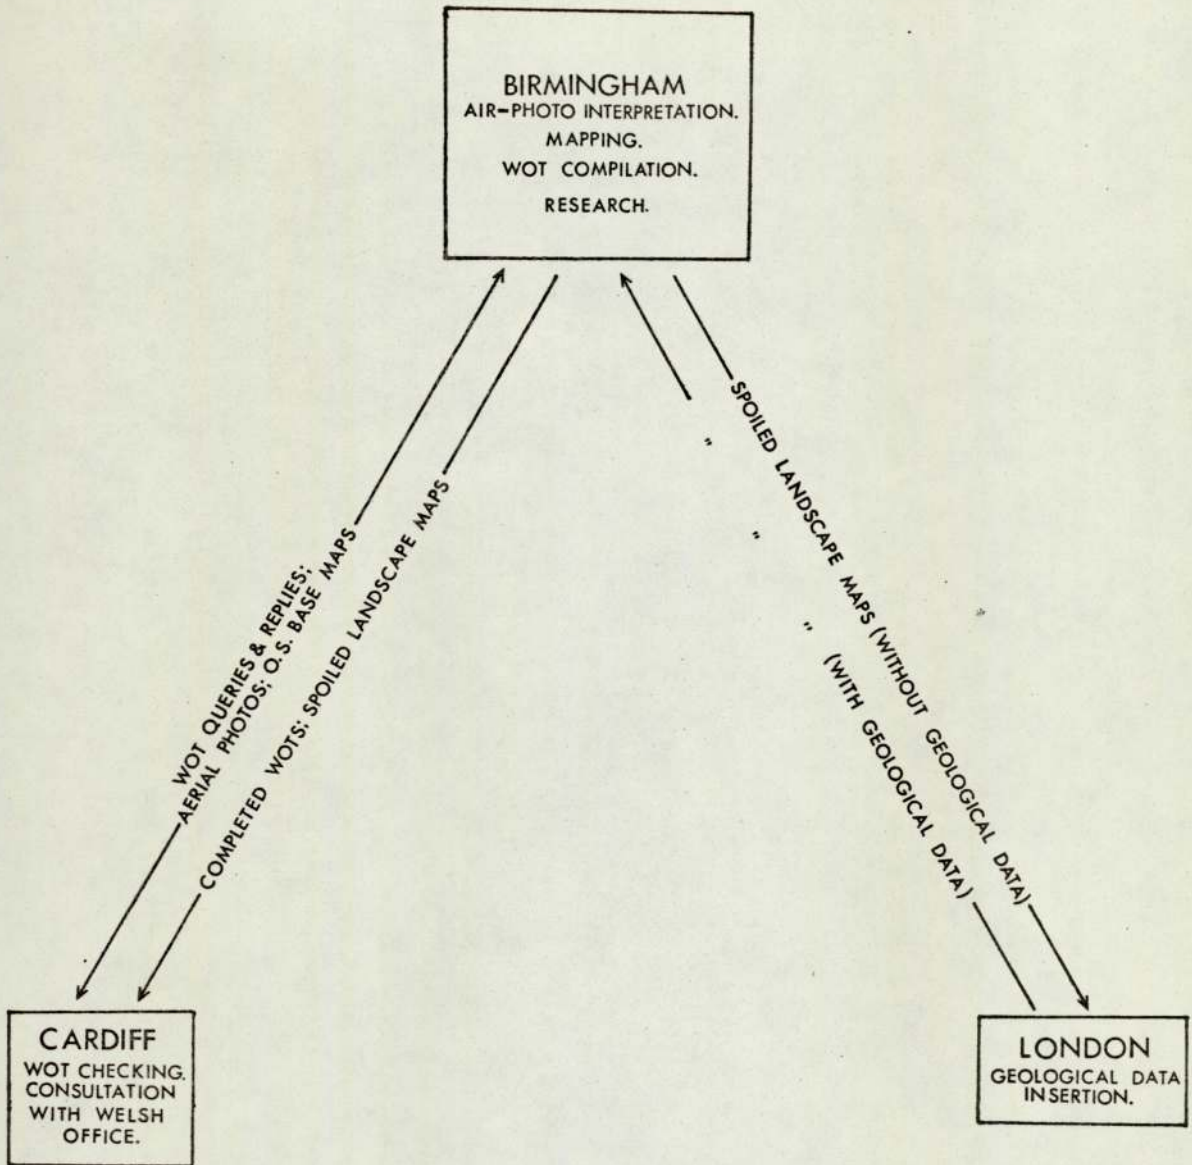 BIRMINGHAM
AIR-PHOTO INTERPRETATION.
MAPPING.
WOT COMPILATION.
RESEARCH.
WOT QUERIES & REPLIES;
AERIAL PHOTOS; O.S. BASE MAPS
COMPLETED WOTS; SPOILED LANDSCAPE MAPS
SPOILED LANDSCAPE MAPS (WITHOUT GEOLOGICAL DATA)
" " " (WITH GEOLOGICAL DATA)
CARDIFF
WOT CHECKING.
CONSULTATION
WITH WELSH
OFFICE.
LONDON
GEOLOGICAL DATA
INSERTION.